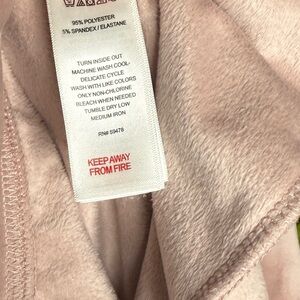 95% POLYESTER
5% SPANDEX / ELASTANE
TURN INSIDE OUT
MACHINE WASH COOL-
DELICATE CYCLE
WASH WITH LIKE COLORS
ONLY NON-CHLORINE
BLEACH WHEN NEEDED
TUMBLE DRY LOW
MEDIUM IRON
RN# 59478
KEEP AWAY
FROM FIRE